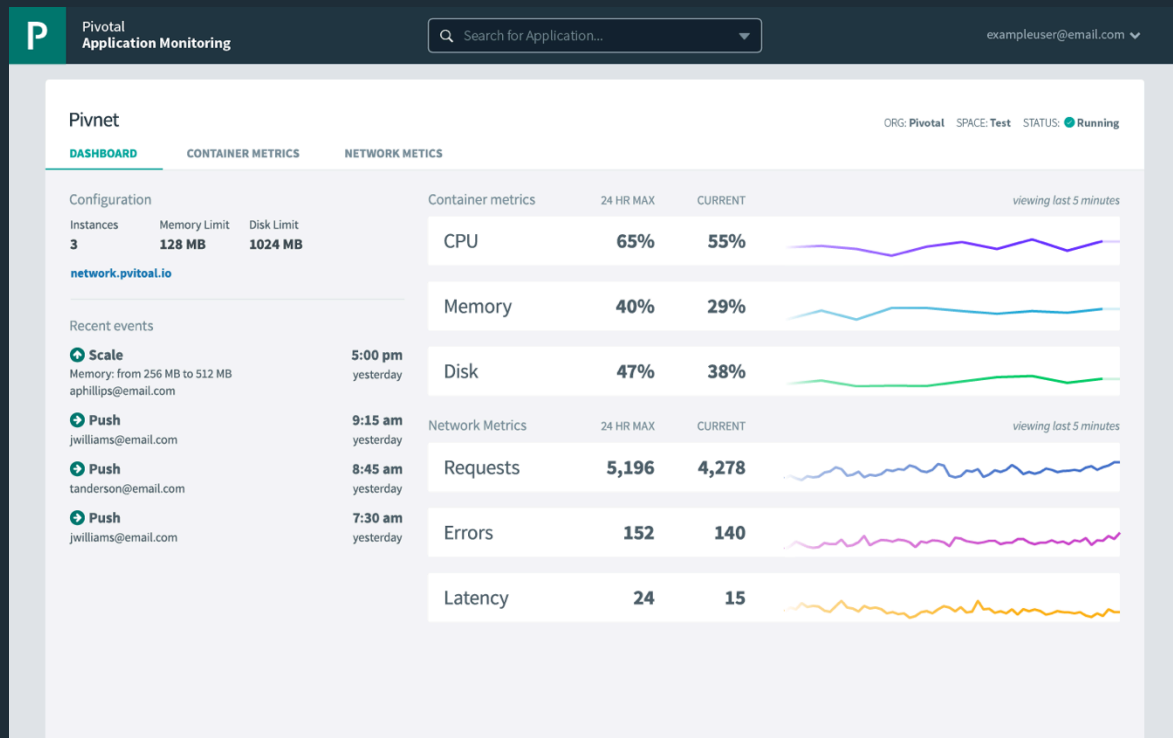 P
Pivotal
Application Monitoring
Search for Application...
exampleuser@email.com
Pivnet
ORG: Pivotal SPACE: Test STATUS: Running
DASHBOARD CONTAINER METRICS NETWORK METICS
Configuration
Instances Memory Limit Disk Limit
3 128 MB 1024 MB
network.pvitoal.io
Recent events
Scale 5:00 pm
Memory: from 256 MB to 512 MB yesterday
aphillips@email.com
Push 9:15 am
jwilliams@email.com yesterday
Push 8:45 am
tanderson@email.com yesterday
Push 7:30 am
jwilliams@email.com yesterday
Container metrics 24 HR MAX CURRENT viewing last 5 minutes
CPU 65% 55%
Memory 40% 29%
Disk 47% 38%
Network Metrics 24 HR MAX CURRENT viewing last 5 minutes
Requests 5,196 4,278
Errors 152 140
Latency 24 15